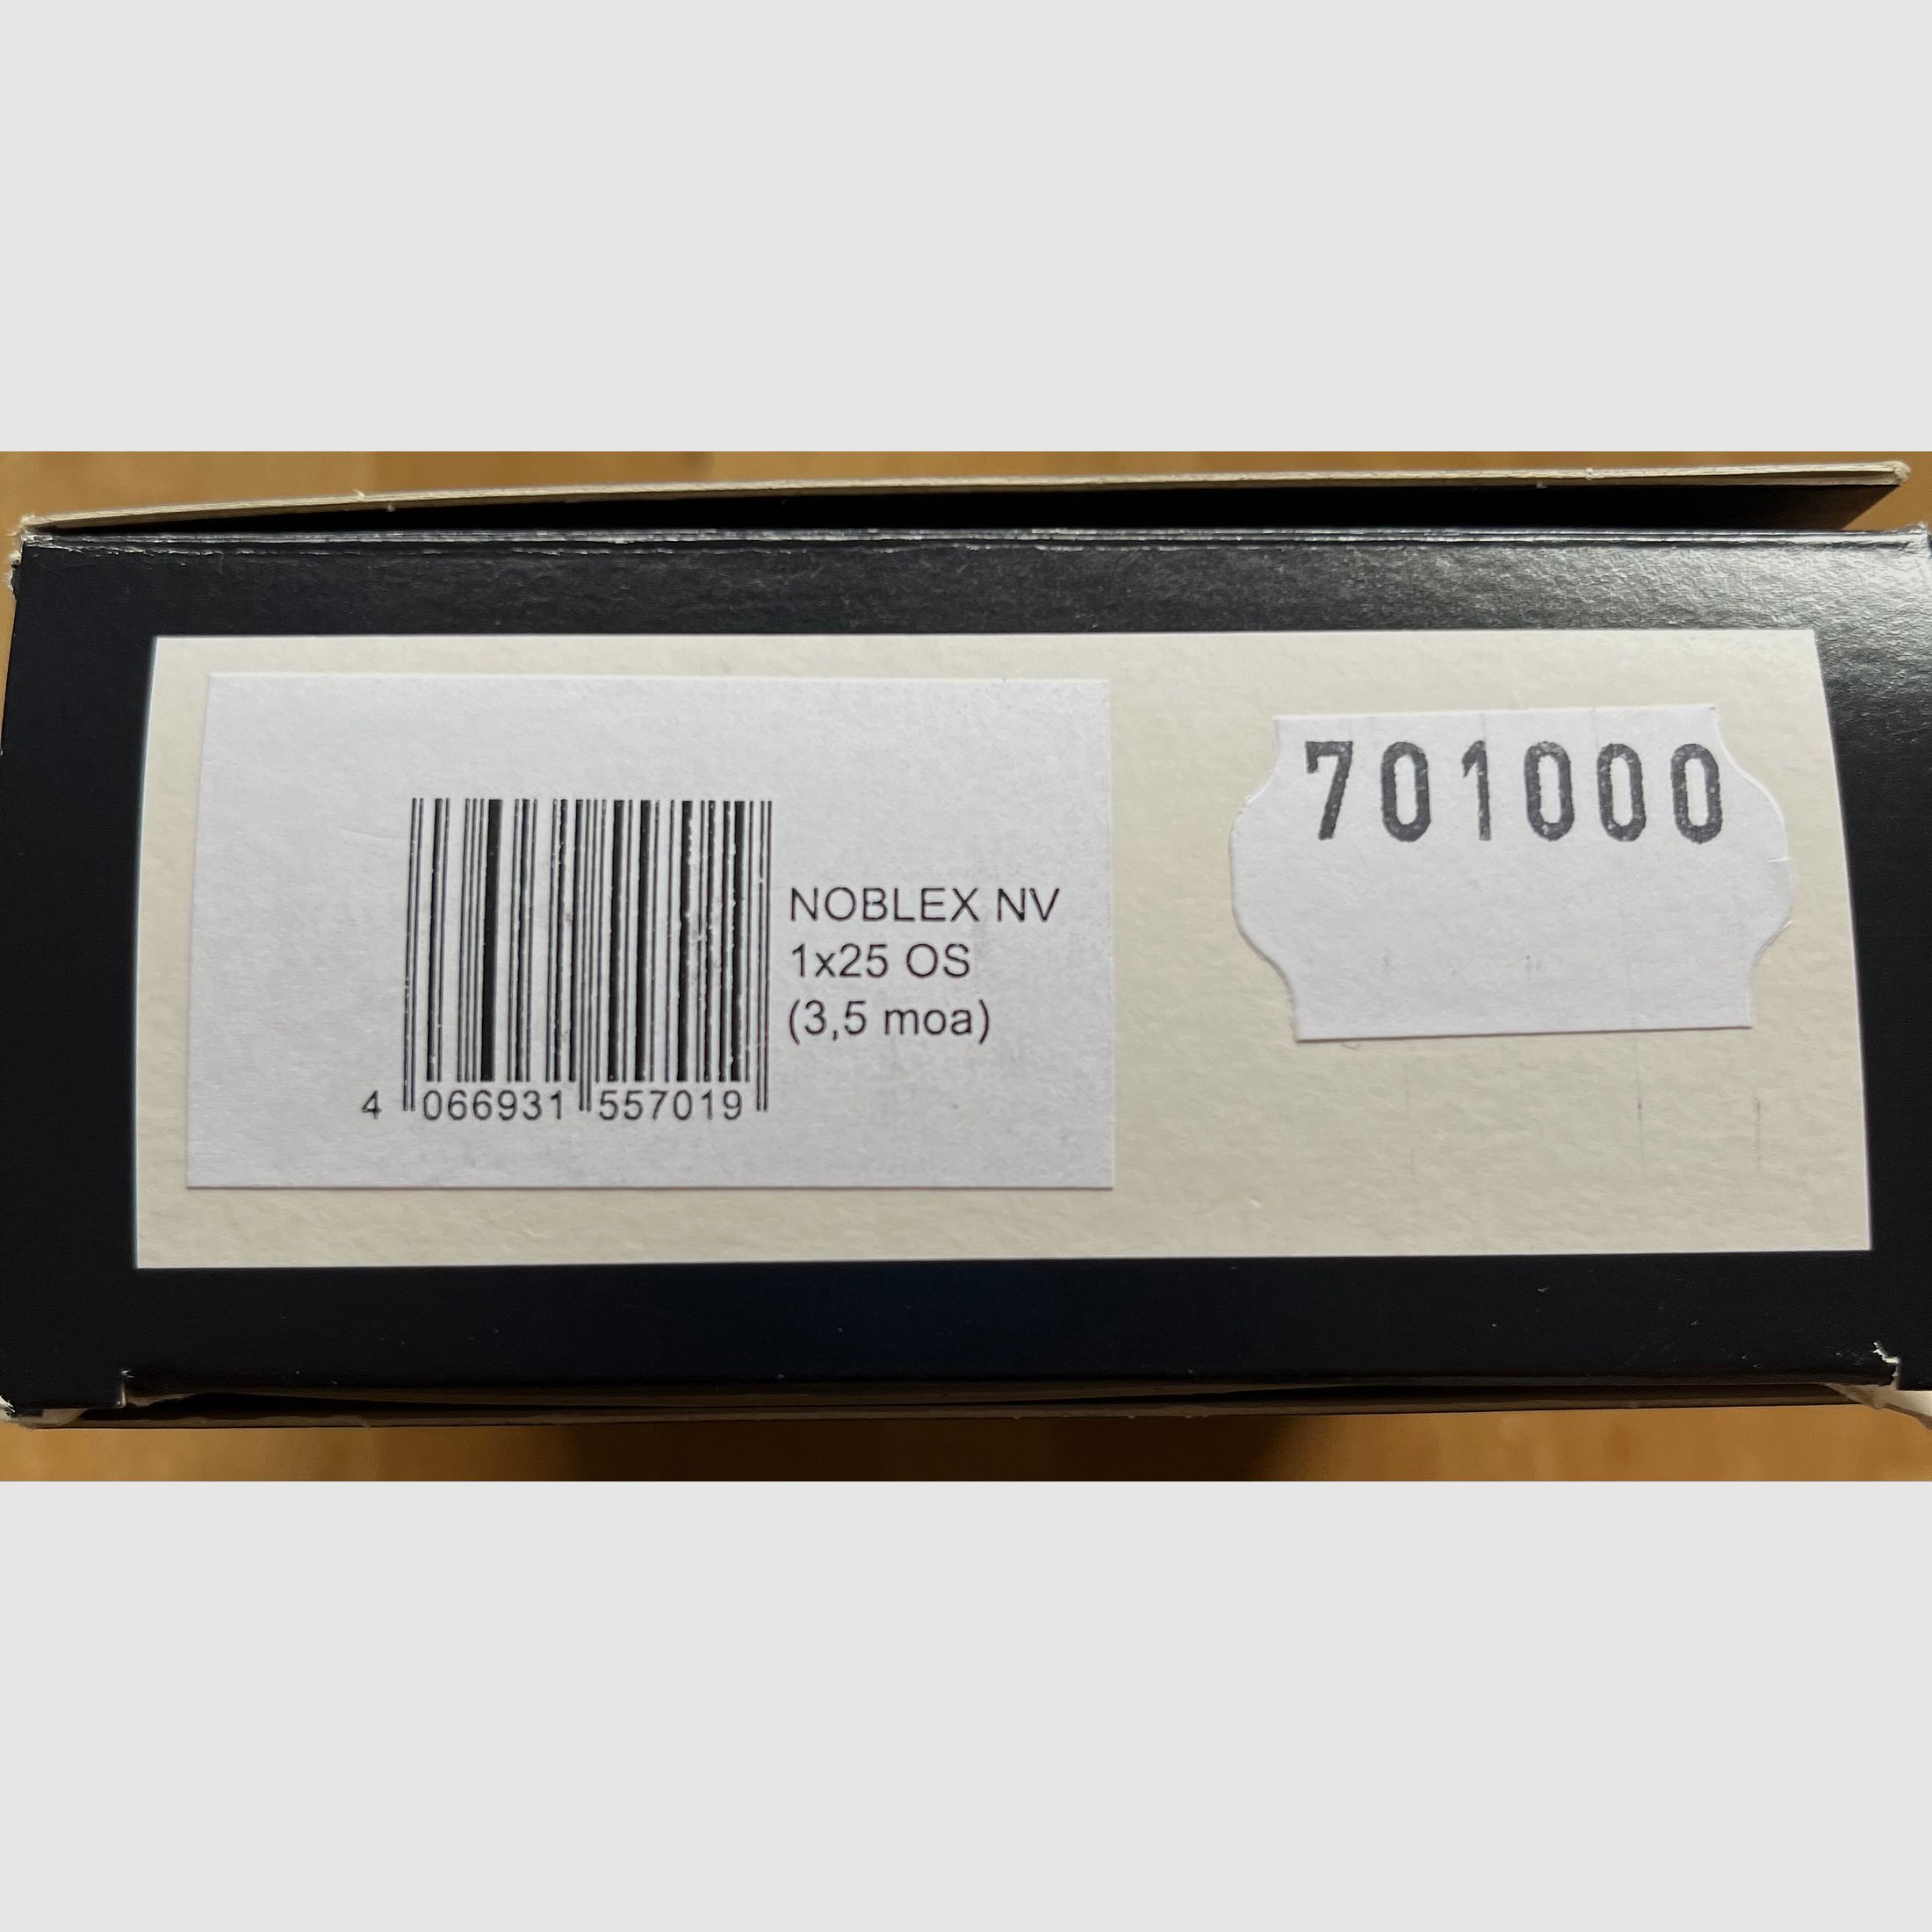 NOBLEX NV
1x25 OS
(3,5 moa)
4 066931 557019
701000